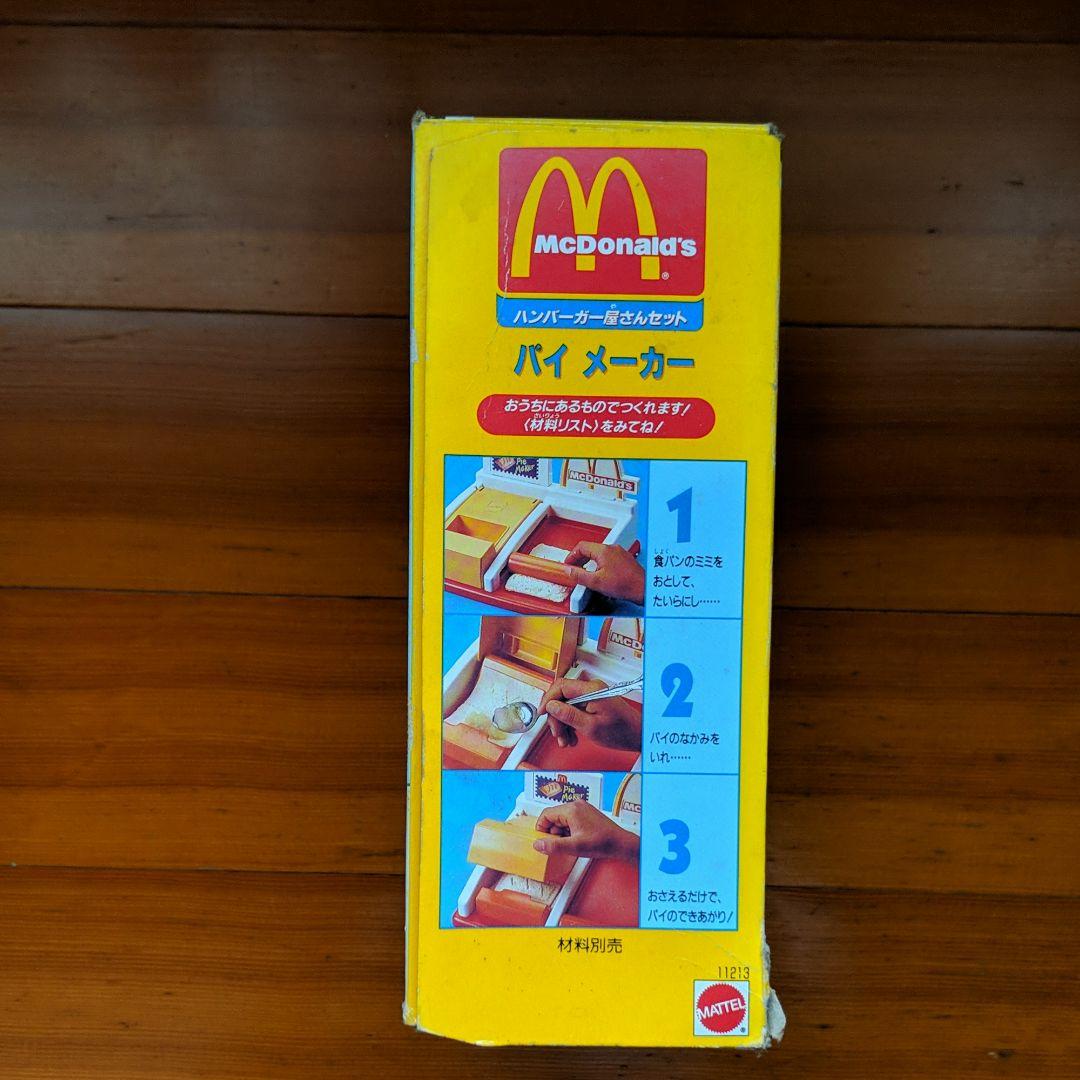 McDonald's
ハンバーガー屋さんセット
パイ メーカー
おうちにあるものでつくれます!
〈材料リスト〉をみてね!
Pie Maker
McDonald's
1
食パンのミミを
おとして、
たいらにし……
McD
2
パイのなかみを
いれ……
Pie Maker
Mc
3
おさえるだけで、
パイのできあがり!
材料別売
11213
MATTEL